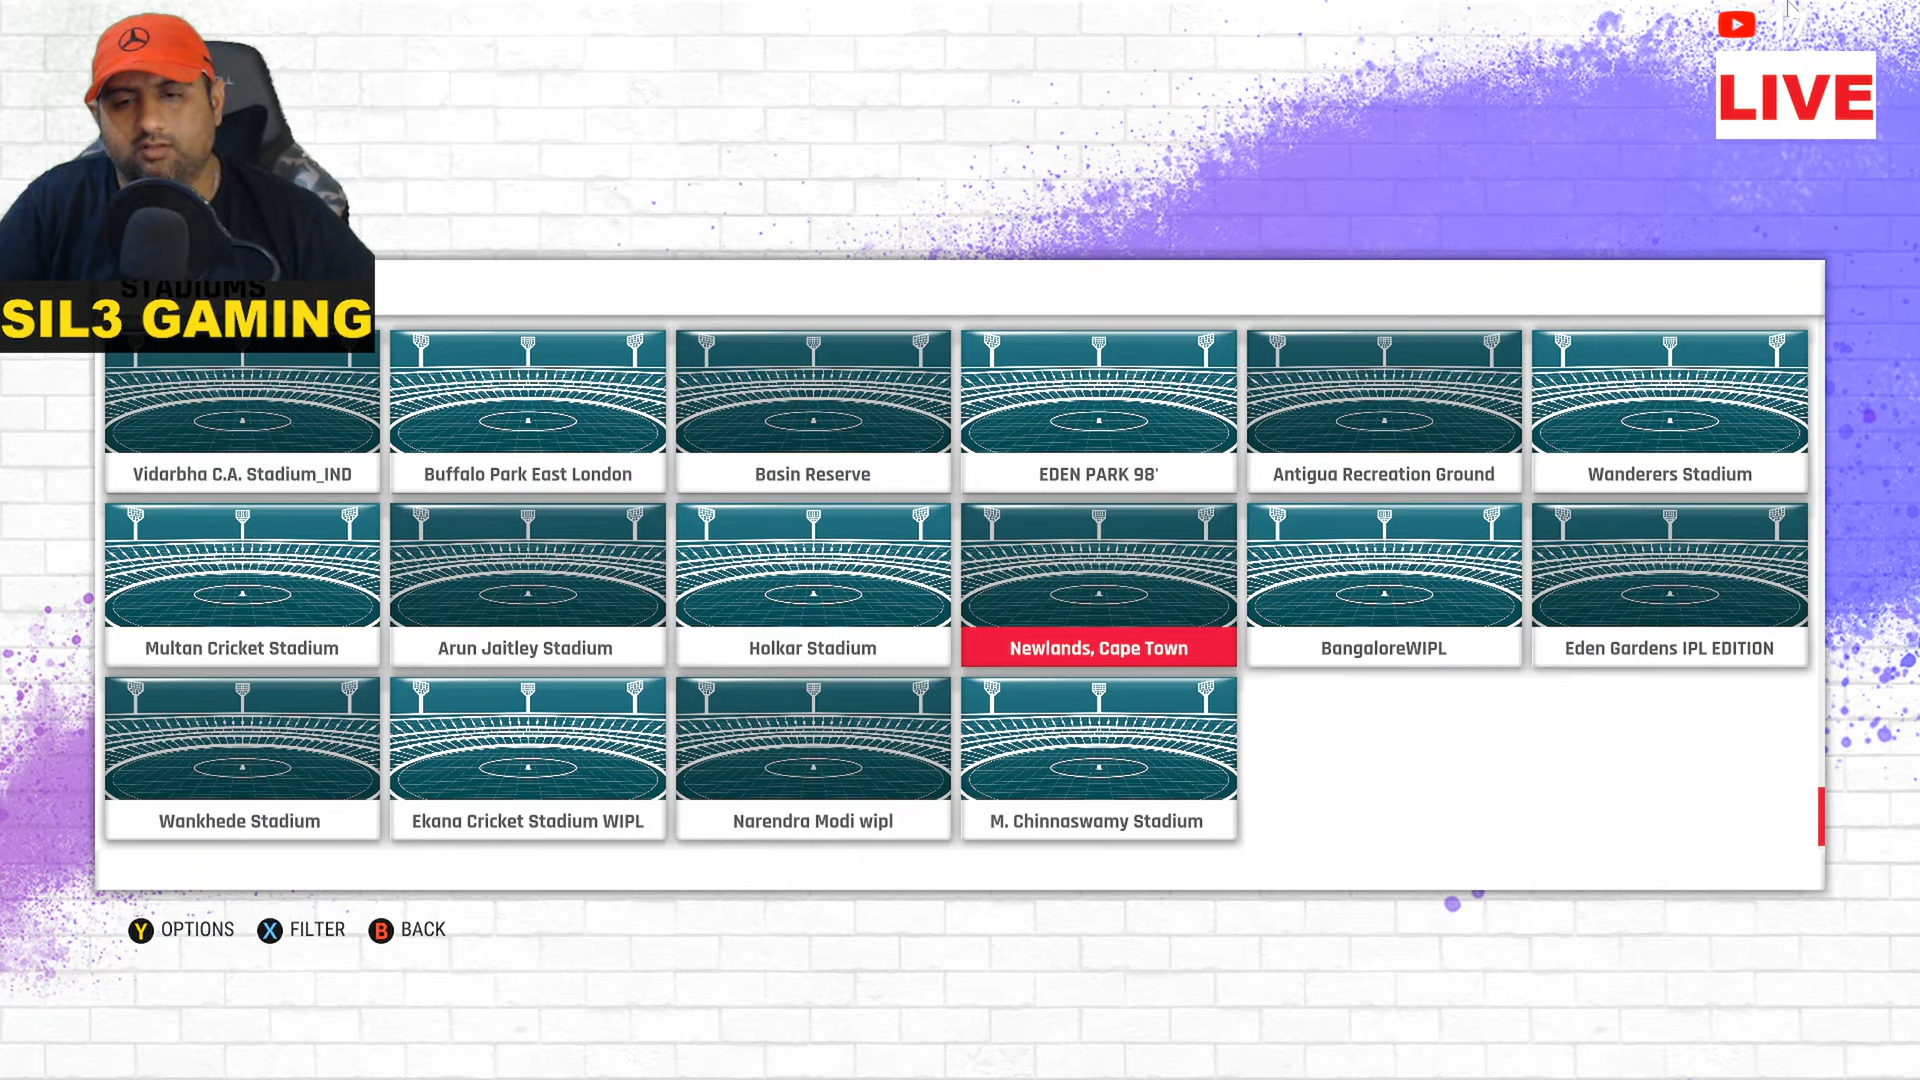 17
LIVE
STADIUMS
SIL3 GAMING
Vidarbha C.A. Stadium_IND
Buffalo Park East London
Basin Reserve
EDEN PARK 98'
Antigua Recreation Ground
Wanderers Stadium
Multan Cricket Stadium
Arun Jaitley Stadium
Holkar Stadium
Newlands, Cape Town
BangaloreWIPL
Eden Gardens IPL EDITION
Wankhede Stadium
Ekana Cricket Stadium WIPL
Narendra Modi wipl
M. Chinnaswamy Stadium
Y OPTIONS X FILTER B BACK